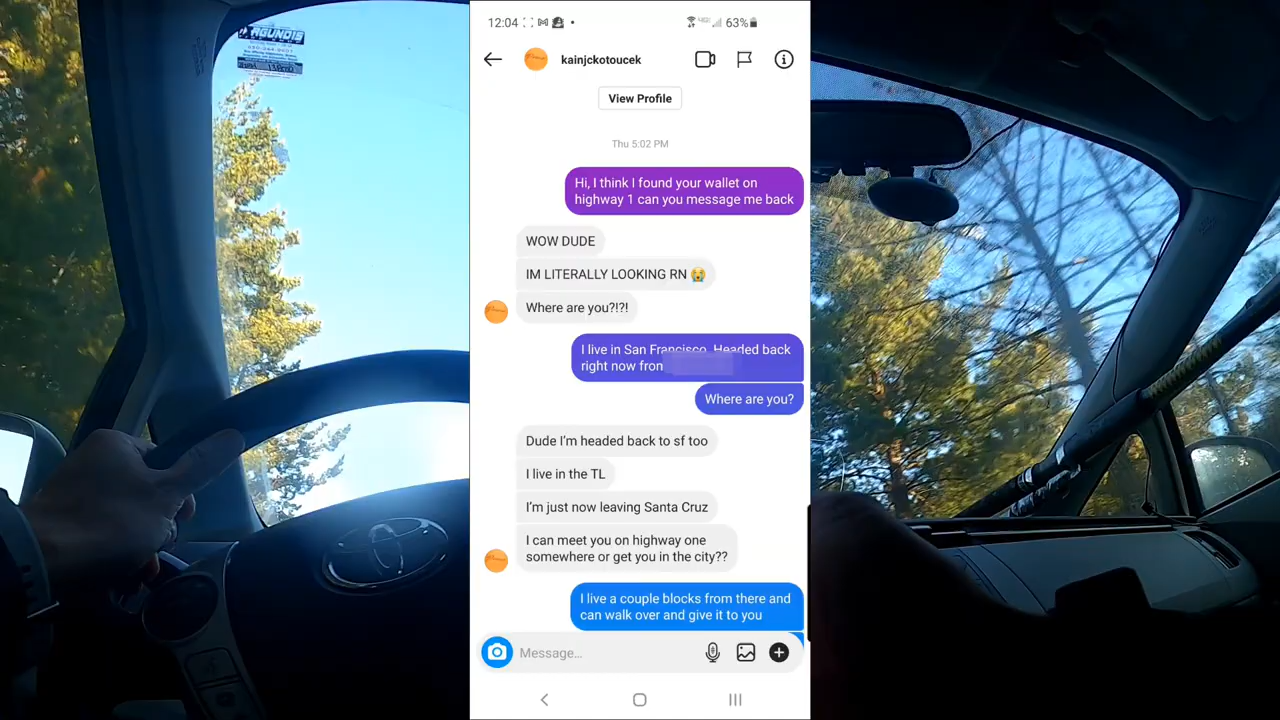 AGUNDIS
12:04
63%
kainjckotoucek
View Profile
Thu 5:02 PM
Hi, I think I found your wallet on
highway 1 can you message me back
WOW DUDE
IM LITERALLY LOOKING RN 😭
Where are you?!?!
I live in San Francisco. Headed back
right now from
Where are you?
Dude I'm headed back to sf too
I live in the TL
I'm just now leaving Santa Cruz
I can meet you on highway one
somewhere or get you in the city??
I live a couple blocks from there and
can walk over and give it to you
Message...